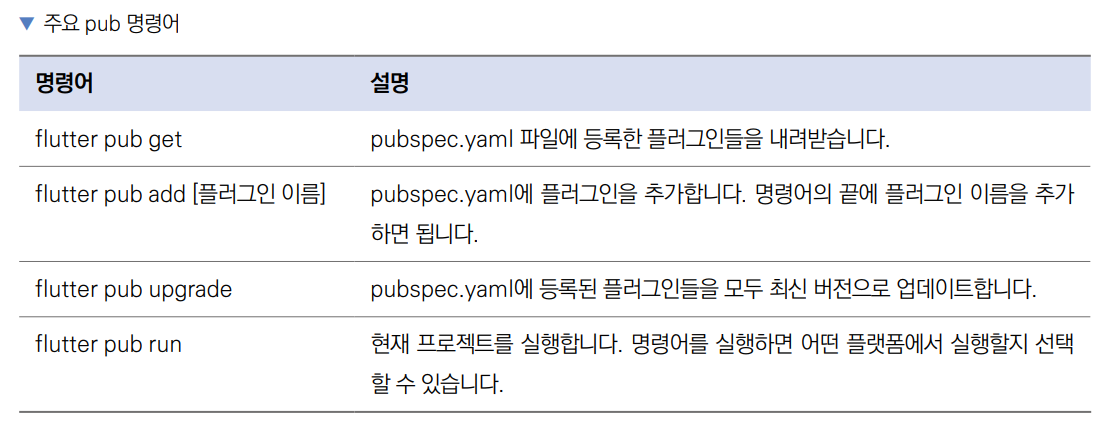 ▼ 주요 pub 명령어
명령어 설명
flutter pub get pubspec.yaml 파일에 등록한 플러그인들을 내려받습니다.
flutter pub add [플러그인 이름] pubspec.yaml에 플러그인을 추가합니다. 명령어의 끝에 플러그인 이름을 추가
하면 됩니다.
flutter pub upgrade pubspec.yaml에 등록된 플러그인들을 모두 최신 버전으로 업데이트합니다.
flutter pub run 현재 프로젝트를 실행합니다. 명령어를 실행하면 어떤 플랫폼에서 실행할지 선택
할 수 있습니다.